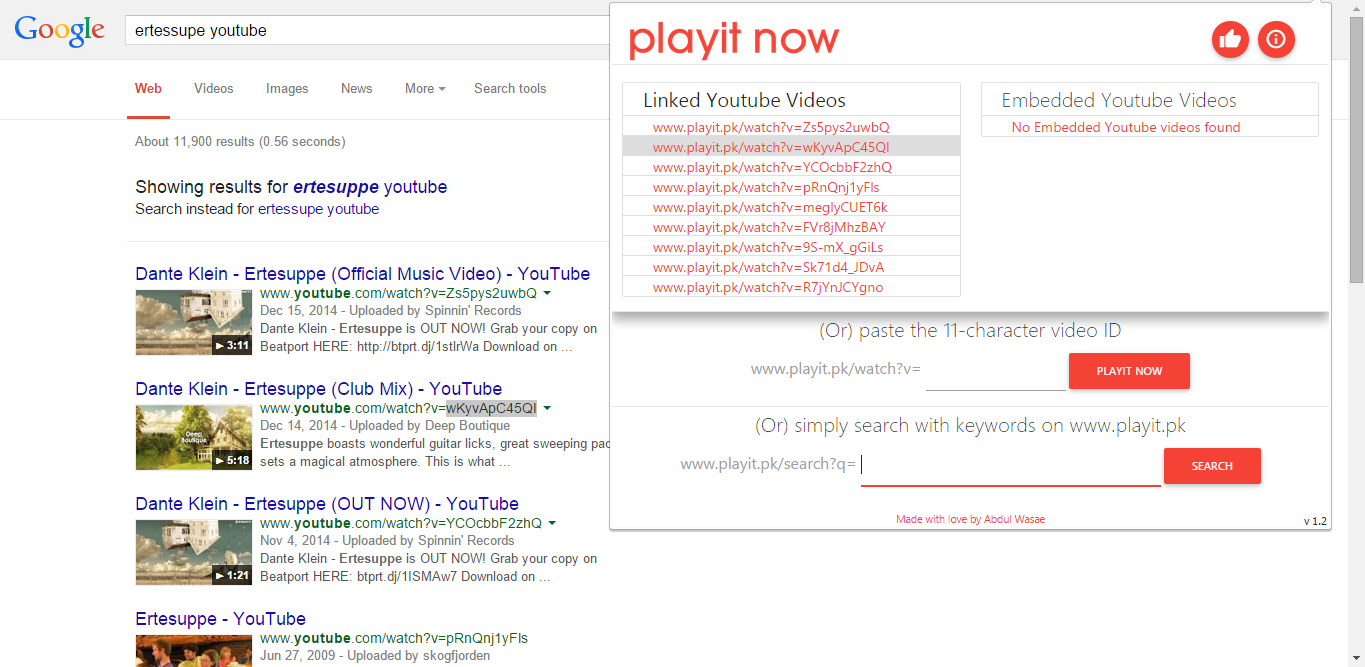 Google
ertessupe youtube
Web Videos Images News More Search tools
About 11,900 results (0.56 seconds)
Showing results for ertesuppe youtube
Search instead for ertessupe youtube
Dante Klein - Ertesuppe (Official Music Video) - YouTube
www.youtube.com/watch?v=Zs5pys2uwbQ
Dec 15, 2014 - Uploaded by Spinnin' Records
Dante Klein - Ertesuppe is OUT NOW! Grab your copy on
Beatport HERE: http://btprt.dj/1stlrWa Download on ...
3:11
Dante Klein - Ertesuppe (Club Mix) - YouTube
www.youtube.com/watch?v=wKyvApC45QI
Dec 14, 2014 - Uploaded by Deep Boutique
Ertesuppe boasts wonderful guitar licks, great sweeping pac
sets a magical atmosphere. This is what ...
Deep
Boutique
5:18
Dante Klein - Ertesuppe (OUT NOW) - YouTube
www.youtube.com/watch?v=YCOcbbF2zhQ
Nov 4, 2014 - Uploaded by Spinnin' Records
Dante Klein - Ertesuppe is OUT NOW! Grab your copy on
Beatport HERE: btprt.dj/1ISMAw7 Download on ...
1:21
Ertesuppe - YouTube
www.youtube.com/watch?v=pRnQnj1yFIs
Jun 27, 2009 - Uploaded by skogfjorden
playit now
Linked Youtube Videos
www.playit.pk/watch?v=Zs5pys2uwbQ
www.playit.pk/watch?v=wKyvApC45QI
www.playit.pk/watch?v=YCOcbbF2zhQ
www.playit.pk/watch?v=pRnQnj1yFIs
www.playit.pk/watch?v=meglyCUET6k
www.playit.pk/watch?v=FVr8jMhzBAY
www.playit.pk/watch?v=9S-mX_gGiLs
www.playit.pk/watch?v=Sk71d4_JDvA
www.playit.pk/watch?v=R7jYnJCYgno
Embedded Youtube Videos
No Embedded Youtube videos found
(Or) paste the 11-character video ID
www.playit.pk/watch?v=
PLAYIT NOW
(Or) simply search with keywords on www.playit.pk
www.playit.pk/search?q=
SEARCH
Made with love by Abdul Wasae
v 1.2